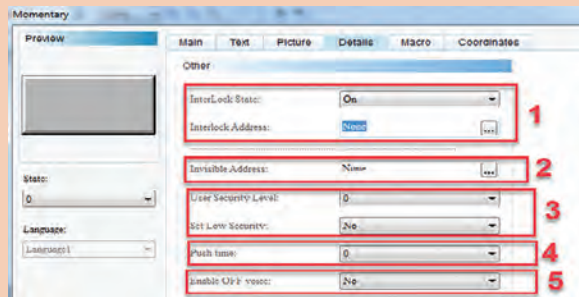 Momentary
Preview
Main Text Picture Details Macro Coordinates
Other
InterLock State: On
Interlock Address: None ...
1
Invisible Address: None ...
2
State:
0
User Security Level: 0
Set Low Security: No
3
Language:
Language1
Push time: 0
4
Enable OFF voice: No
5